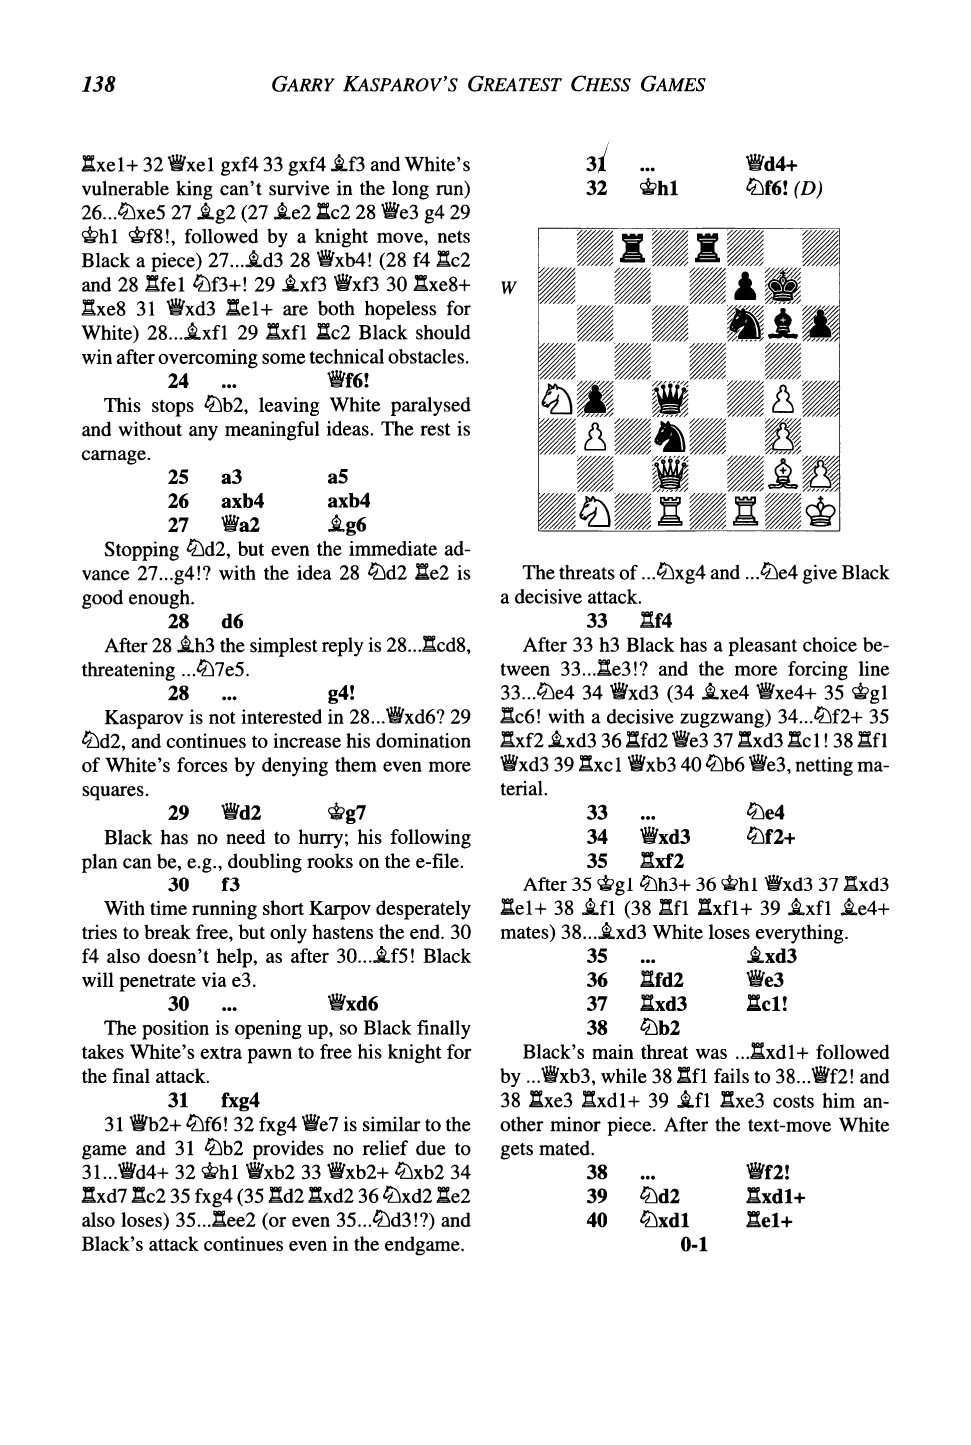 138
GARRY KASPAROV'S GREATEST CHESS GAMES
♖xe1+ 32 ♕xe1 gxf4 33 gxf4 ♗f3 and White's
vulnerable king can't survive in the long run)
26...♘xe5 27 ♗g2 (27 ♗e2 ♖c2 28 ♕e3 g4 29
♔h1 ♔f8!, followed by a knight move, nets
Black a piece) 27...♗d3 28 ♕xb4! (28 f4 ♖c2
and 28 ♖fe1 ♘f3+! 29 ♗xf3 ♕xf3 30 ♖xe8+
♖xe8 31 ♕xd3 ♖e1+ are both hopeless for
White) 28...♗xf1 29 ♖xf1 ♖c2 Black should
win after overcoming some technical obstacles.
24 ... ♕f6!
This stops ♘b2, leaving White paralysed
and without any meaningful ideas. The rest is
carnage.
25 a3 a5
26 axb4 axb4
27 ♕a2 ♗g6
Stopping ♘d2, but even the immediate ad-
vance 27...g4!? with the idea 28 ♘d2 ♖e2 is
good enough.
28 d6
After 28 ♗h3 the simplest reply is 28...♖cd8,
threatening ...♘7e5.
28 ... g4!
Kasparov is not interested in 28...♕xd6? 29
♘d2, and continues to increase his domination
of White's forces by denying them even more
squares.
29 ♕d2 ♔g7
Black has no need to hurry; his following
plan can be, e.g., doubling rooks on the e-file.
30 f3
With time running short Karpov desperately
tries to break free, but only hastens the end. 30
f4 also doesn't help, as after 30...♗f5! Black
will penetrate via e3.
30 ... ♕xd6
The position is opening up, so Black finally
takes White's extra pawn to free his knight for
the final attack.
31 fxg4
31 ♕b2+ ♘f6! 32 fxg4 ♕e7 is similar to the
game and 31 ♘b2 provides no relief due to
31...♕d4+ 32 ♔h1 ♕xb2 33 ♕xb2+ ♘xb2 34
♖xd7 ♖c2 35 fxg4 (35 ♖d2 ♖xd2 36 ♘xd2 ♖e2
also loses) 35...♖ee2 (or even 35...♘d3!?) and
Black's attack continues even in the endgame.
31 ... ♕d4+
32 ♔h1 ♘f6! (D)
W
The threats of ...♘xg4 and ...♘e4 give Black
a decisive attack.
33 ♖f4
After 33 h3 Black has a pleasant choice be-
tween 33...♖e3!? and the more forcing line
33...♘e4 34 ♕xd3 (34 ♗xe4 ♕xe4+ 35 ♔g1
♖c6! with a decisive zugzwang) 34...♘f2+ 35
♖xf2 ♗xd3 36 ♖fd2 ♕e3 37 ♖xd3 ♖c1! 38 ♖f1
♕xd3 39 ♖xc1 ♕xb3 40 ♘b6 ♕e3, netting ma-
terial.
33 ... ♘e4
34 ♕xd3 ♘f2+
35 ♖xf2
After 35 ♔g1 ♘h3+ 36 ♔h1 ♕xd3 37 ♖xd3
♖e1+ 38 ♗f1 (38 ♖f1 ♖xf1+ 39 ♗xf1 ♗e4+
mates) 38...♗xd3 White loses everything.
35 ... ♗xd3
36 ♖fd2 ♕e3
37 ♖xd3 ♖c1!
38 ♘b2
Black's main threat was ...♖xd1+ followed
by ...♕xb3, while 38 ♖f1 fails to 38...♕f2! and
38 ♖xe3 ♖xd1+ 39 ♗f1 ♖xe3 costs him an-
other minor piece. After the text-move White
gets mated.
38 ... ♕f2!
39 ♘d2 ♖xd1+
40 ♘xd1 ♖e1+
0-1